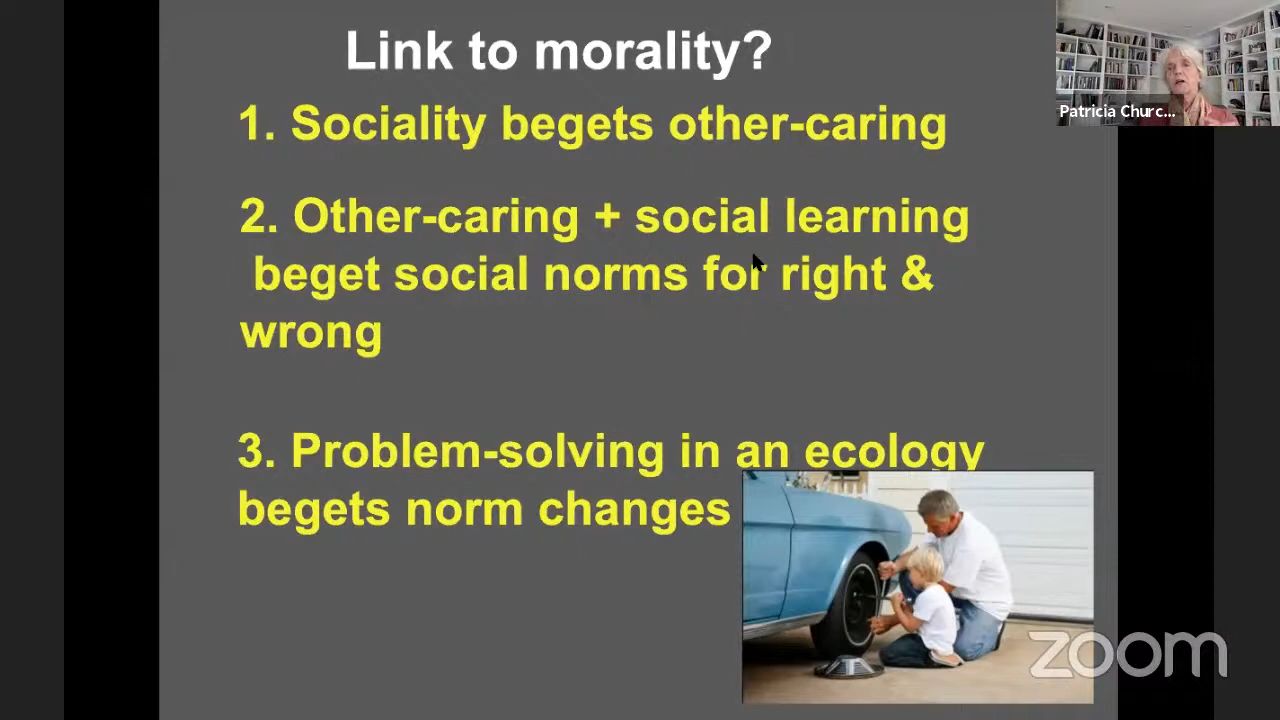 Link to morality?
Patricia Churc...
1. Sociality begets other-caring
2. Other-caring + social learning
beget social norms for right &
wrong
3. Problem-solving in an ecology
begets norm changes
zoom